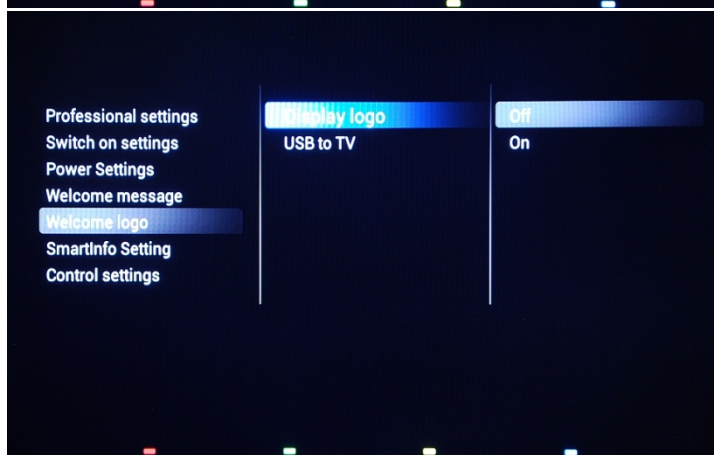 Professional settings
Switch on settings
Power Settings
Welcome message
Welcome logo
SmartInfo Setting
Control settings
Display logo
USB to TV
Off
On